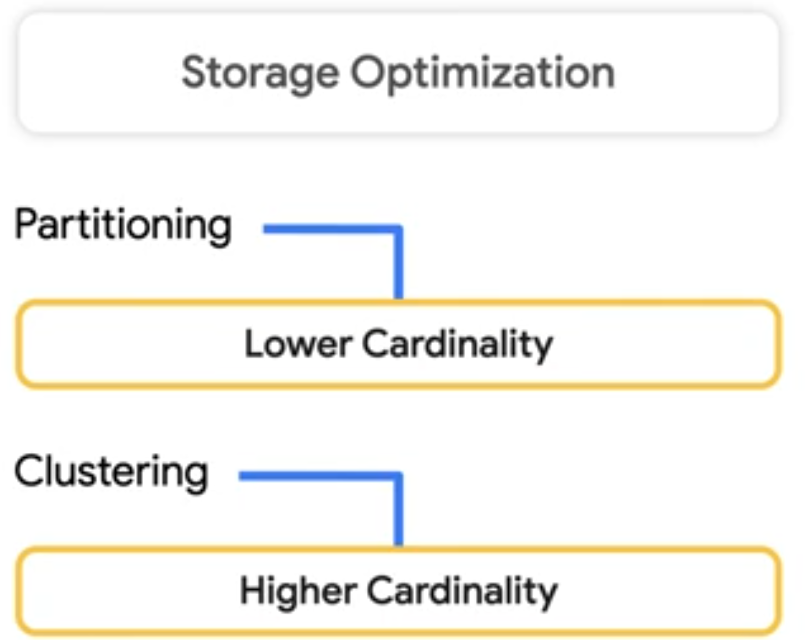 Storage Optimization
Partitioning
Lower Cardinality
Clustering
Higher Cardinality